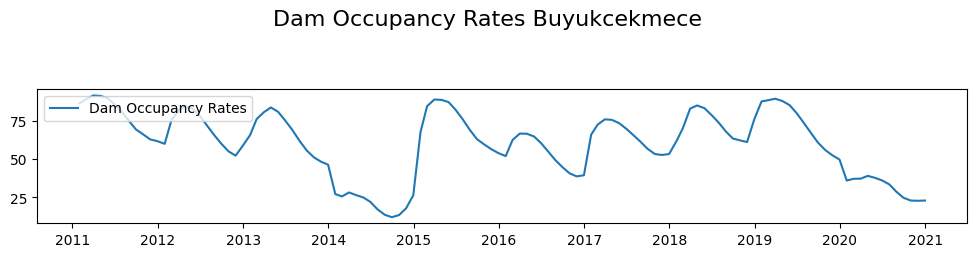 Dam Occupancy Rates Buyukcekmece
Dam Occupancy Rates
75
50
25
2011 2012 2013 2014 2015 2016 2017 2018 2019 2020 2021